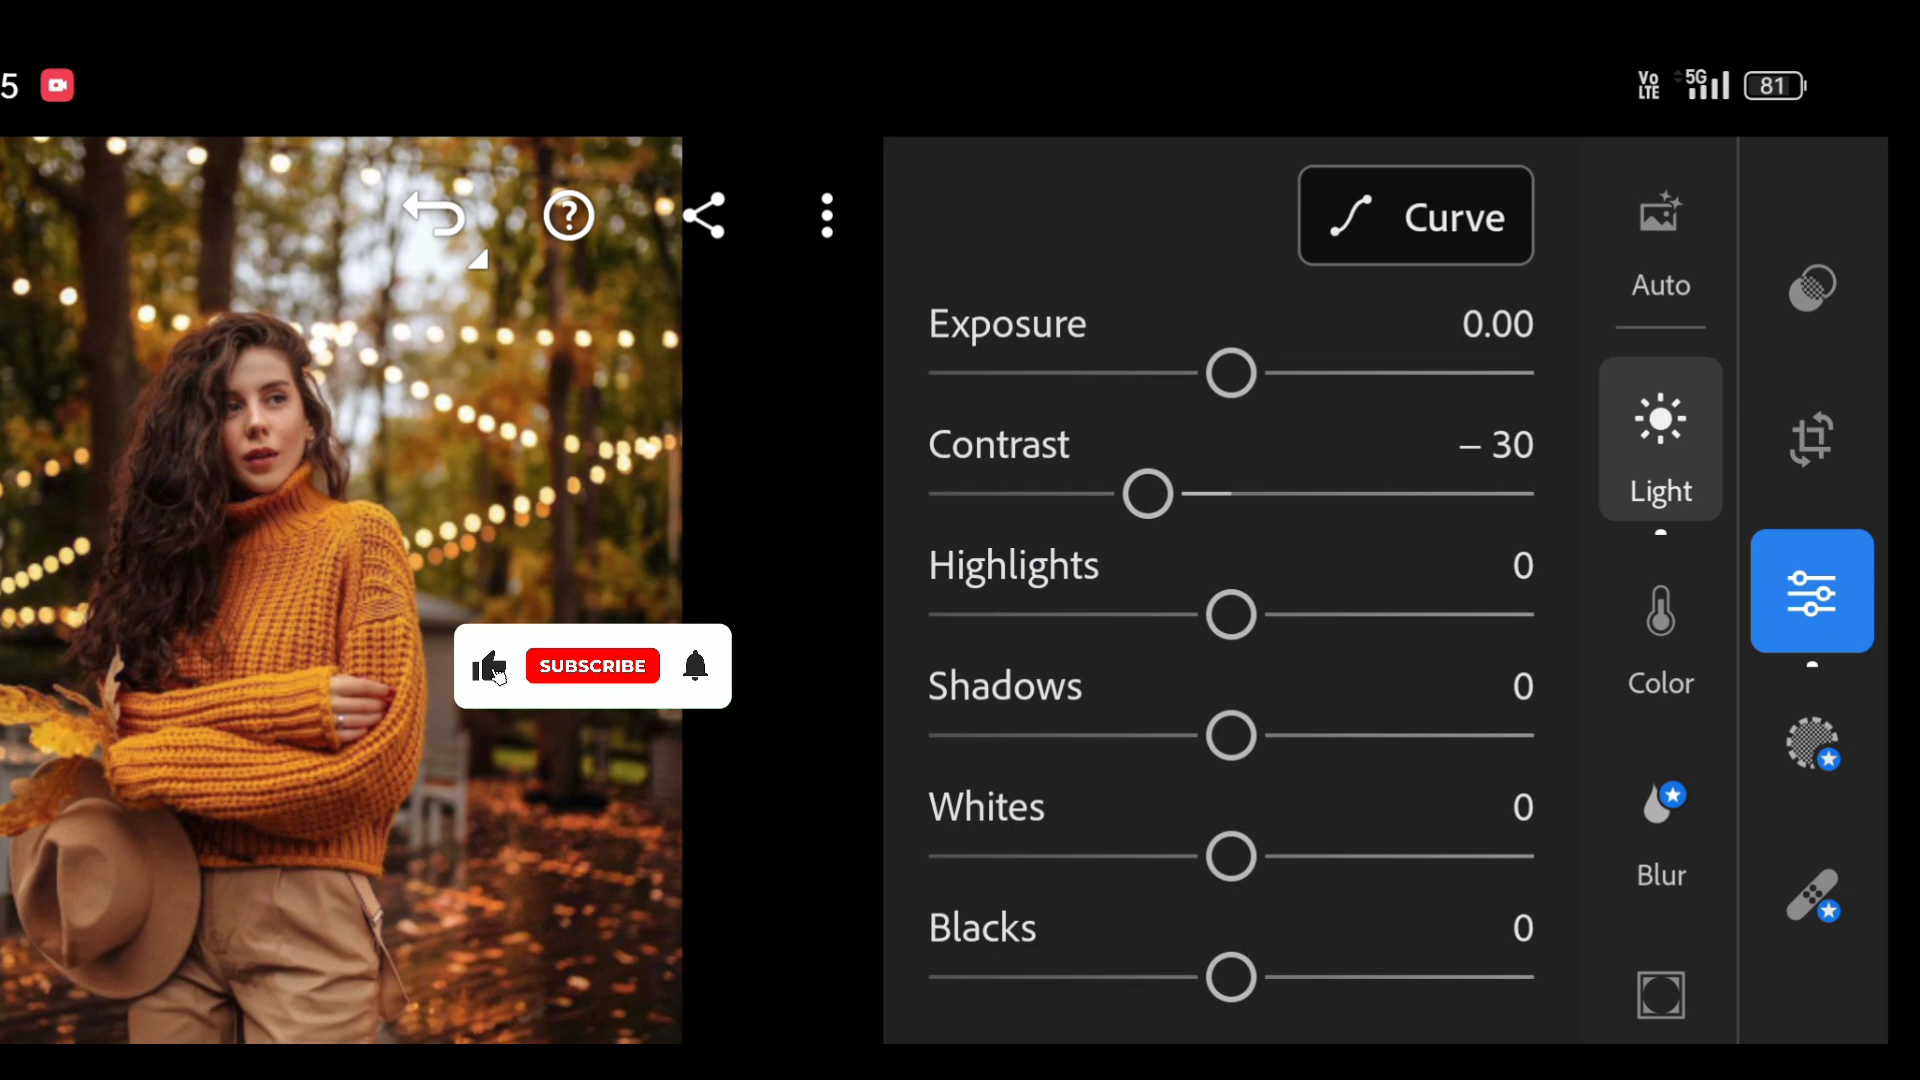 5
Vo
LTE
5G
81
?
Curve
Auto
Exposure 0.00
Contrast – 30
Light
Highlights 0
Shadows 0
Color
SUBSCRIBE
Whites 0
Blur
Blacks 0